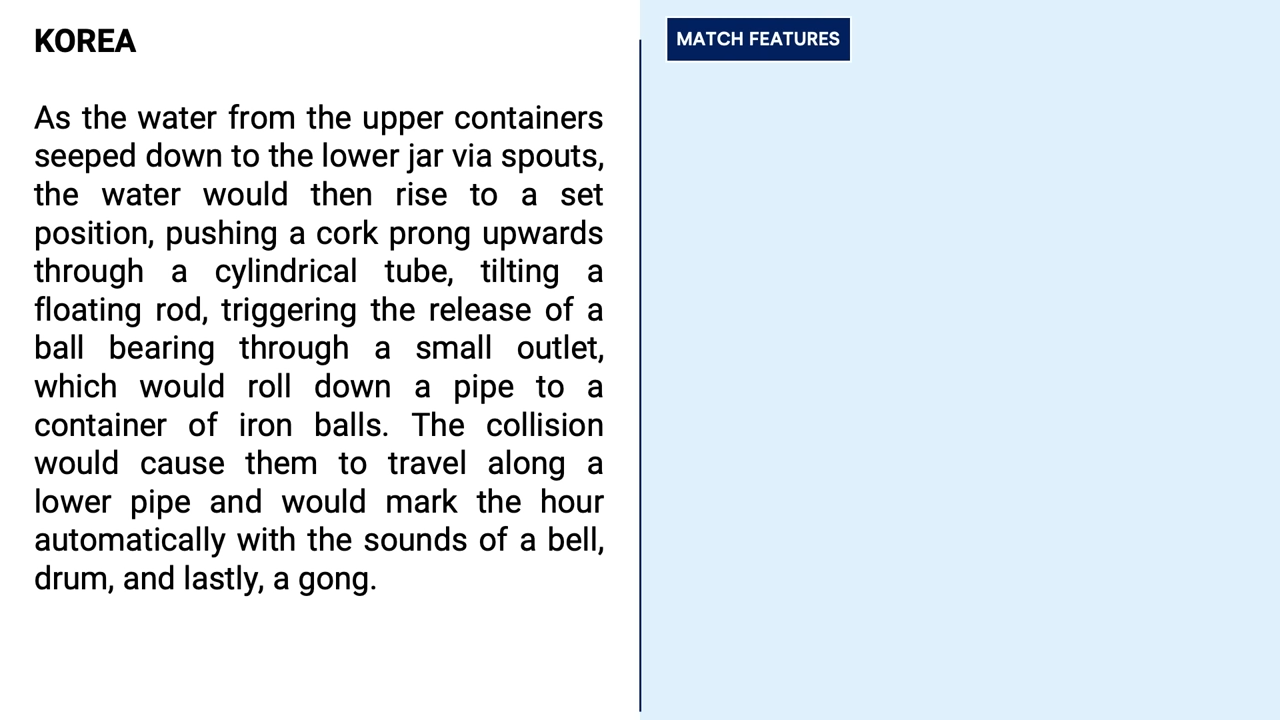 KOREA
As the water from the upper containers
seeped down to the lower jar via spouts,
the water would then rise to a set
position, pushing a cork prong upwards
through a cylindrical tube, tilting a
floating rod, triggering the release of a
ball bearing through a small outlet,
which would roll down a pipe to a
container of iron balls. The collision
would cause them to travel along a
lower pipe and would mark the hour
automatically with the sounds of a bell,
drum, and lastly, a gong.
MATCH FEATURES